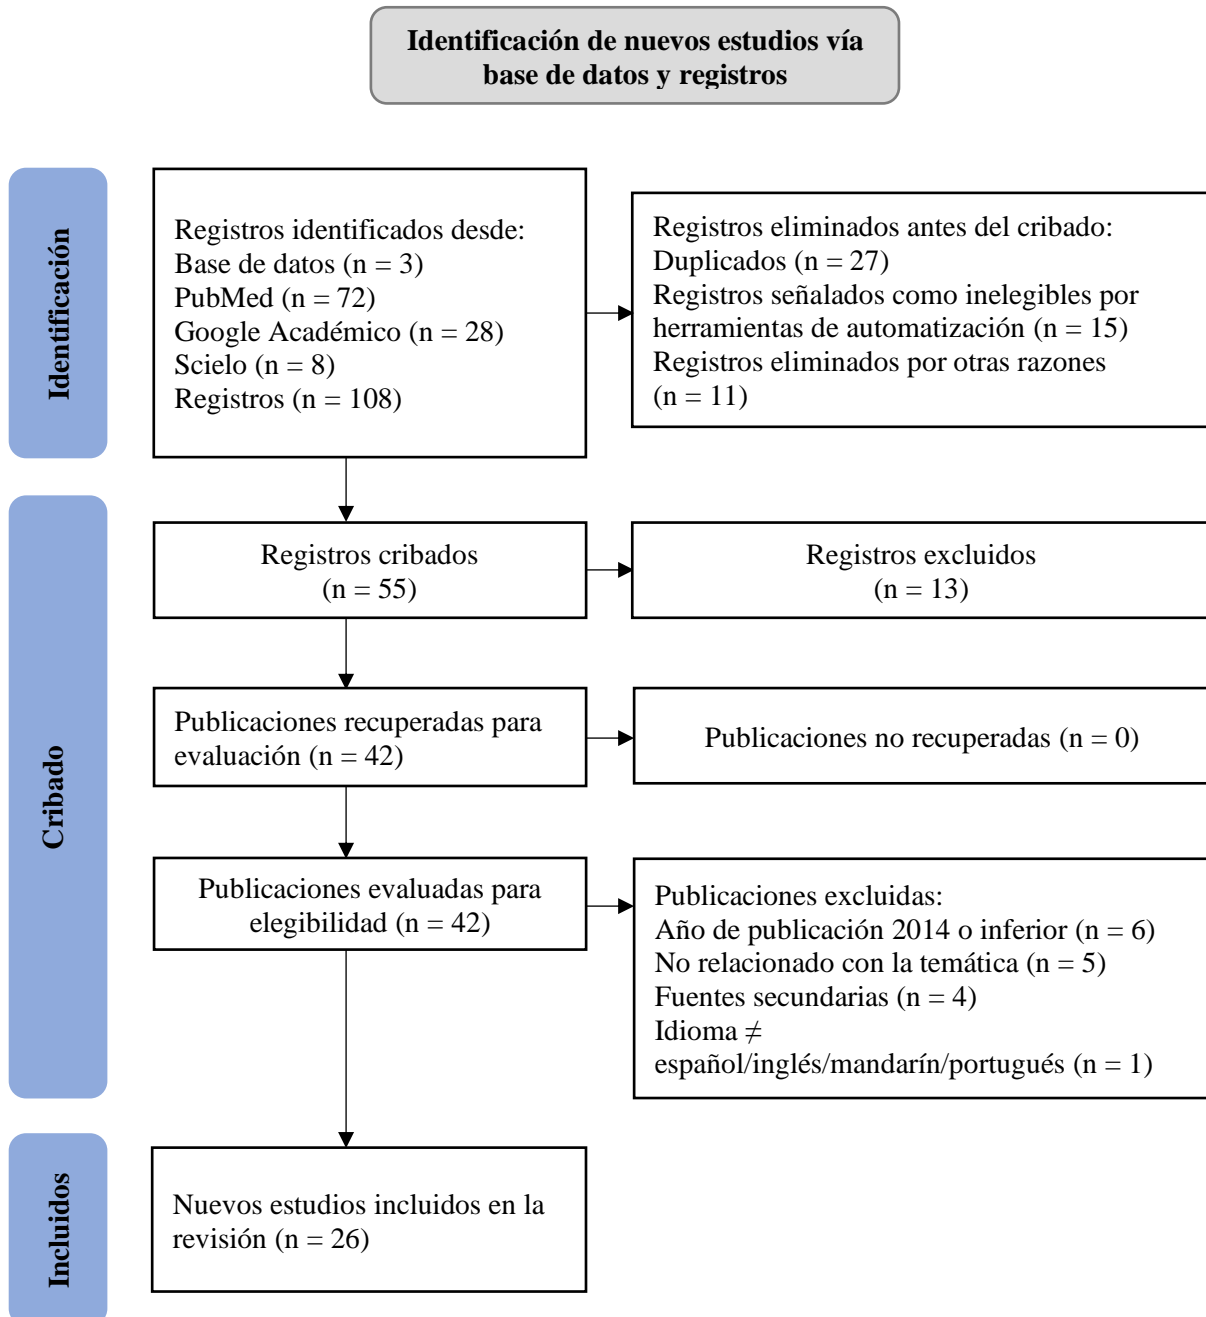 Identificación de nuevos estudios vía
base de datos y registros
Identificación
Registros identificados desde:
Base de datos (n = 3)
PubMed (n = 72)
Google Académico (n = 28)
Scielo (n = 8)
Registros (n = 108)
Registros eliminados antes del cribado:
Duplicados (n = 27)
Registros señalados como inelegibles por
herramientas de automatización (n = 15)
Registros eliminados por otras razones
(n = 11)
Cribado
Registros cribados
(n = 55)
Registros excluidos
(n = 13)
Publicaciones recuperadas para
evaluación (n = 42)
Publicaciones no recuperadas (n = 0)
Publicaciones evaluadas para
elegibilidad (n = 42)
Publicaciones excluidas:
Año de publicación 2014 o inferior (n = 6)
No relacionado con la temática (n = 5)
Fuentes secundarias (n = 4)
Idioma ≠
español/inglés/mandarín/portugués (n = 1)
Incluidos
Nuevos estudios incluidos en la
revisión (n = 26)